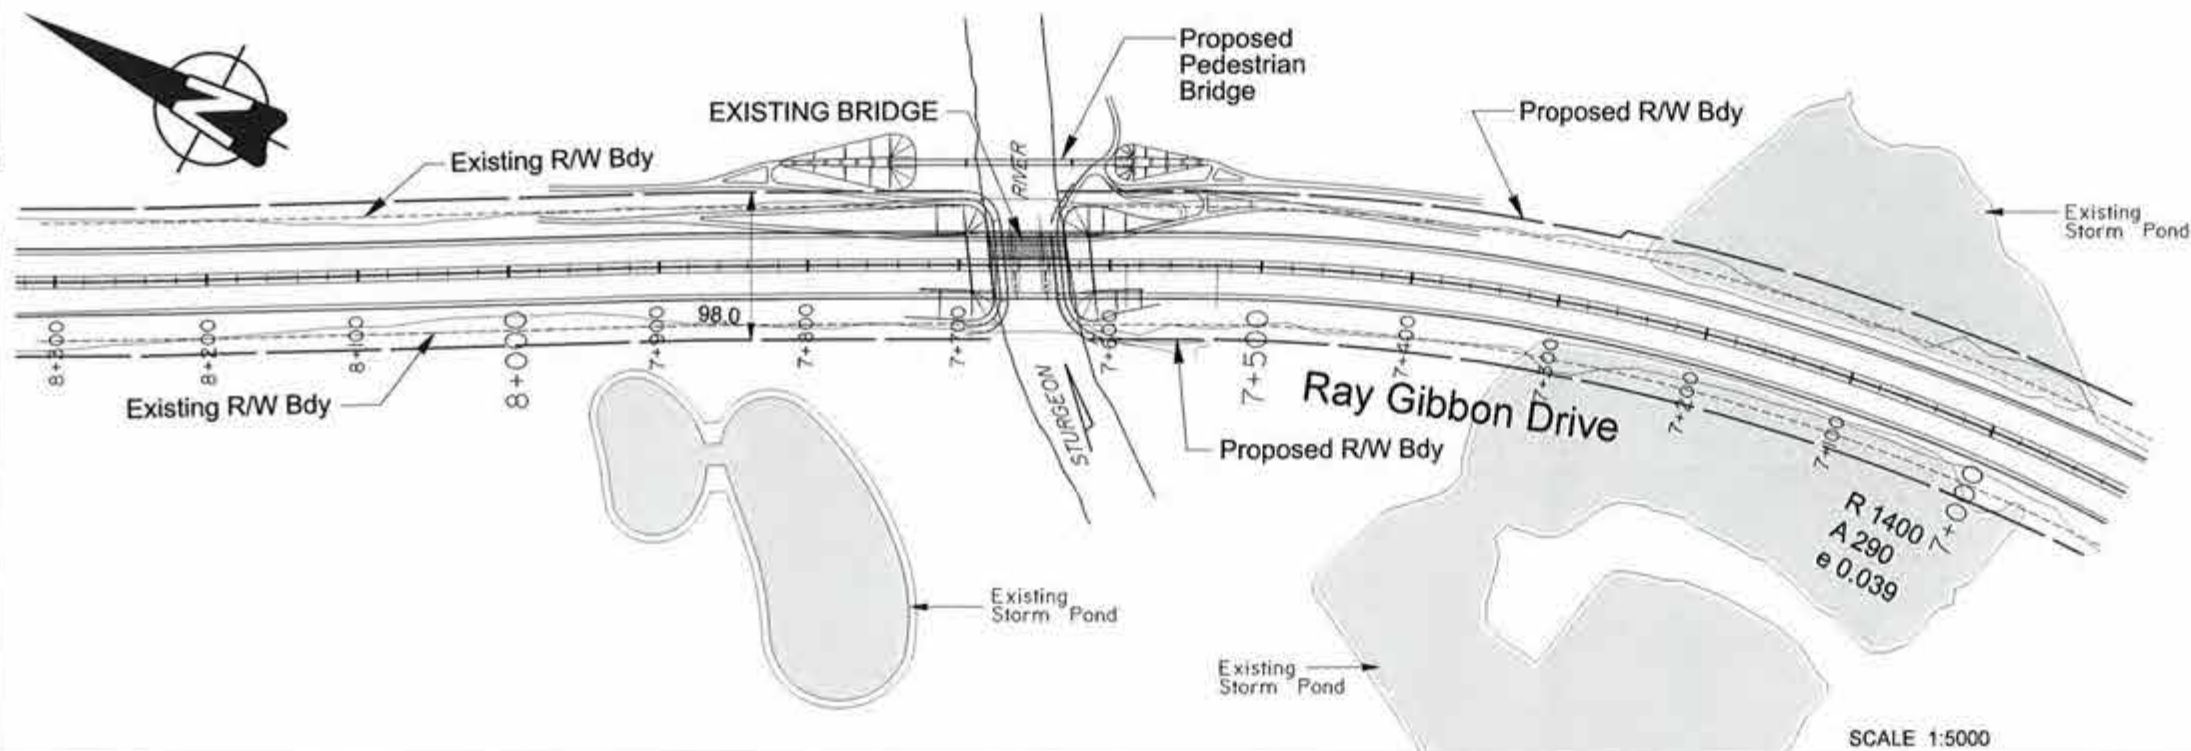 Proposed
Pedestrian
Bridge
EXISTING BRIDGE
Proposed R/W Bdy
Existing R/W Bdy
RIVER
Existing
Storm Pond
98.0
8+300
8+200
8+100
8+000
7+900
7+800
7+700
7+600
7+500
7+400
7+300
7+200
7+100
7+000
Existing R/W Bdy
STURGEON
Ray Gibbon Drive
Proposed R/W Bdy
R 1400
A 290
e 0.039
Existing
Storm Pond
Existing
Storm Pond
SCALE 1:5000